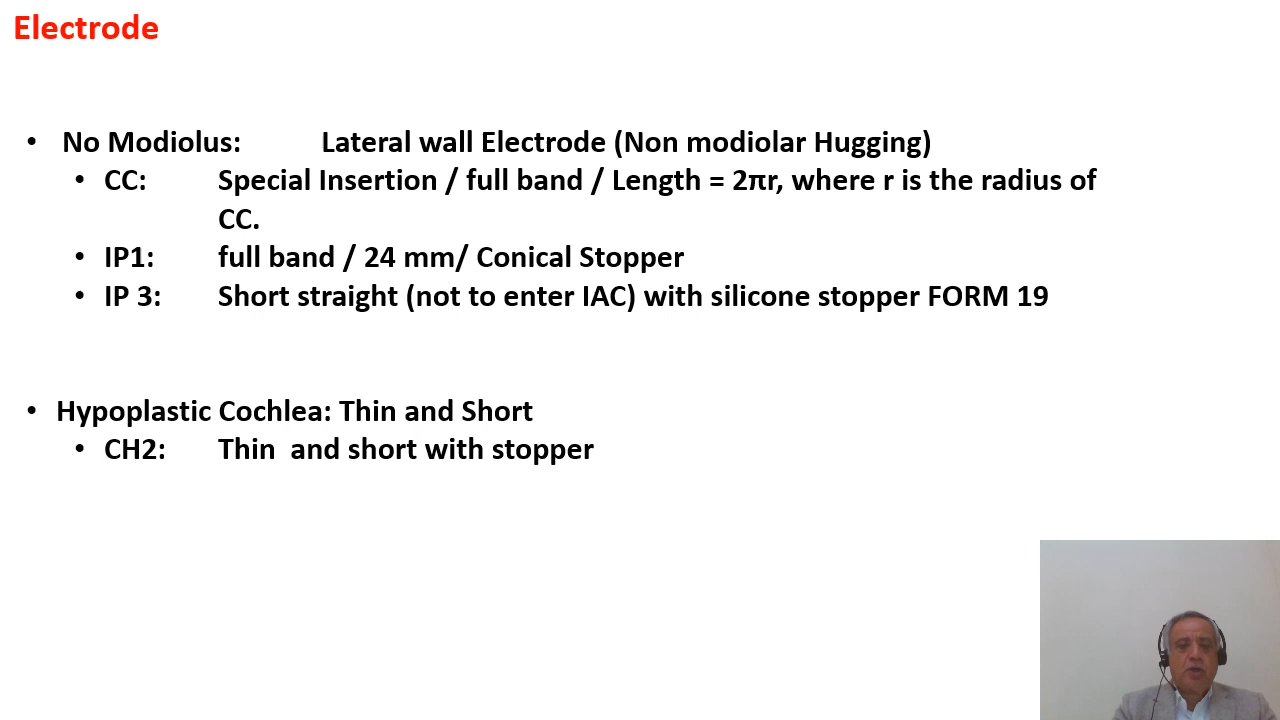 Electrode
• No Modiolus: Lateral wall Electrode (Non modiolar Hugging)
• CC: Special Insertion / full band / Length = 2πr, where r is the radius of
CC.
• IP1: full band / 24 mm/ Conical Stopper
• IP 3: Short straight (not to enter IAC) with silicone stopper FORM 19
• Hypoplastic Cochlea: Thin and Short
• CH2: Thin  and short with stopper